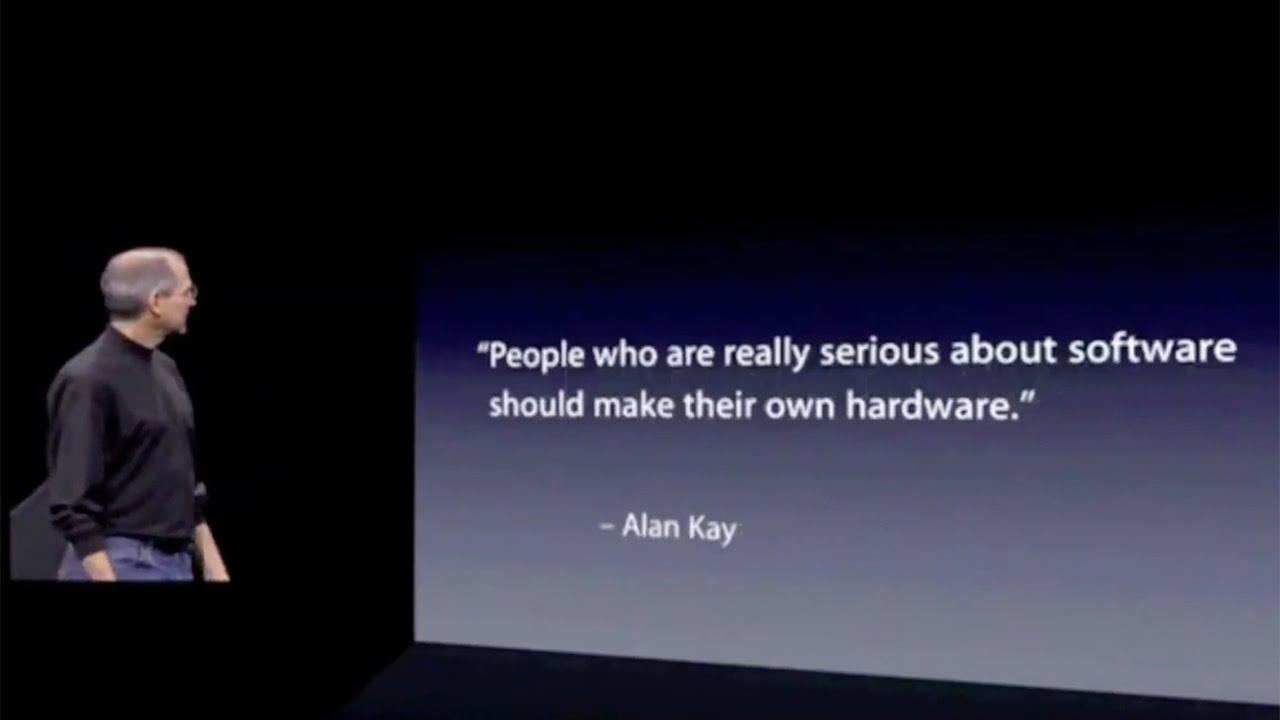 “People who are really serious about software
should make their own hardware.”
– Alan Kay